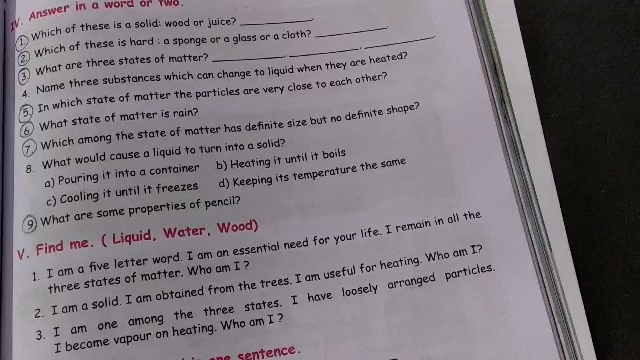 IV. Answer in a word or two.
1. Which of these is a solid: wood or juice?
2. Which of these is hard : a sponge or a glass or a cloth?
3. What are three states of matter?
4. Name three substances which can change to liquid when they are heated?
5. In which state of matter the particles are very close to each other?
6. What state of matter is rain?
7. Which among the state of matter has definite size but no definite shape?
8. What would cause a liquid to turn into a solid?
a) Pouring it into a container b) Heating it until it boils
c) Cooling it until it freezes d) Keeping its temperature the same
9. What are some properties of pencil?
V. Find me. ( Liquid, Water, Wood)
1. I am a five letter word. I am an essential need for your life. I remain in all the
three states of matter. Who am I ?
2. I am a solid. I am obtained from the trees. I am useful for heating. Who am I?
3. I am one among the three states. I have loosely arranged particles.
I become vapour on heating. Who am I ?
one sentence.